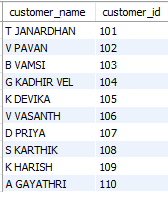 customer_name customer_id
T JANARDHAN 101
V PAVAN 102
B VAMSI 103
G KADHIR VEL 104
K DEVIKA 105
V VASANTH 106
D PRIYA 107
S KARTHIK 108
K HARISH 109
A GAYATHRI 110